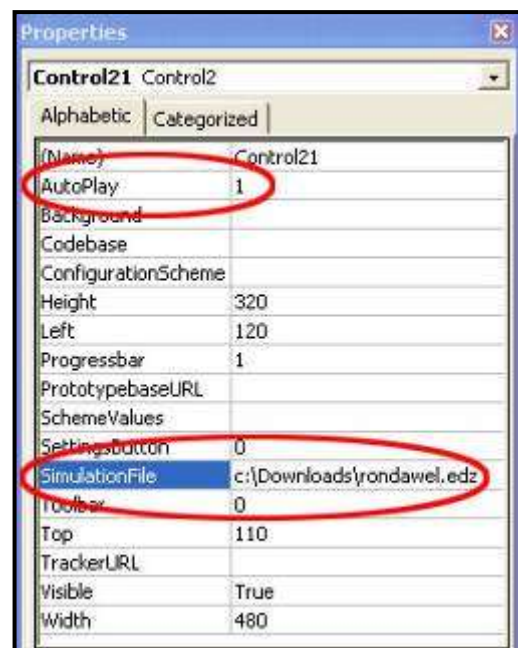 Properties
Control21 Control2
Alphabetic Categorized
(Name) Control21
AutoPlay 1
Background
Codebase
ConfigurationScheme
Height 320
Left 120
Progressbar 1
PrototypebaseURL
SchemeValues
SettingsButton 0
SimulationFile c:\Downloads\rondawel.edz
Toolbar 0
Top 110
TrackerURL
Visible True
Width 480